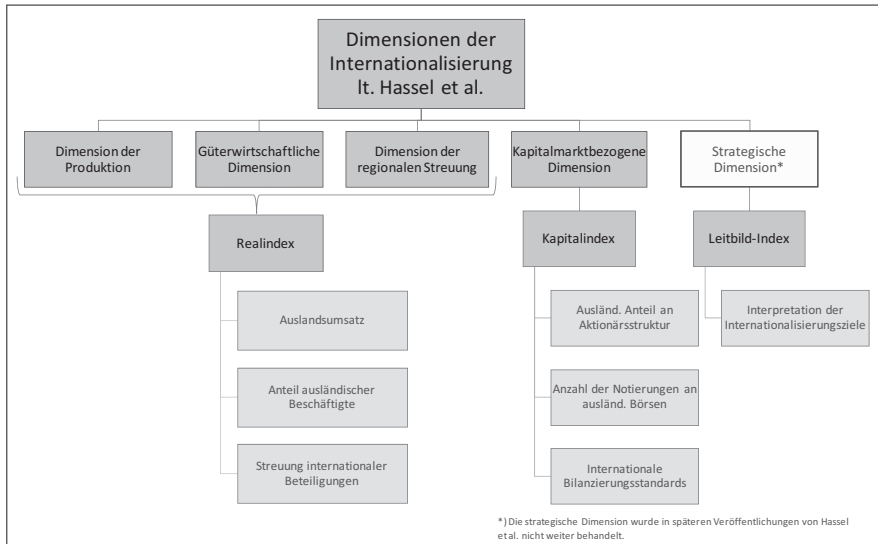 Dimensionen der
Internationalisierung
lt. Hassel et al.
Dimension der
Produktion
Güterwirtschaftliche
Dimension
Dimension der
regionalen Streuung
Kapitalmarktbezogene
Dimension
Strategische
Dimension*
Realindex
Kapitalindex
Leitbild-Index
Auslandsumsatz
Anteil ausländischer
Beschäftigte
Streuung internationaler
Beteiligungen
Ausländ. Anteil an
Aktionärsstruktur
Anzahl der Notierungen an
ausländ. Börsen
Internationale
Bilanzierungsstandards
Interpretation der
Internationalisierungsziele
*) Die strategische Dimension wurde in späteren Veröffentlichungen von Hassel
et al. nicht weiter behandelt.